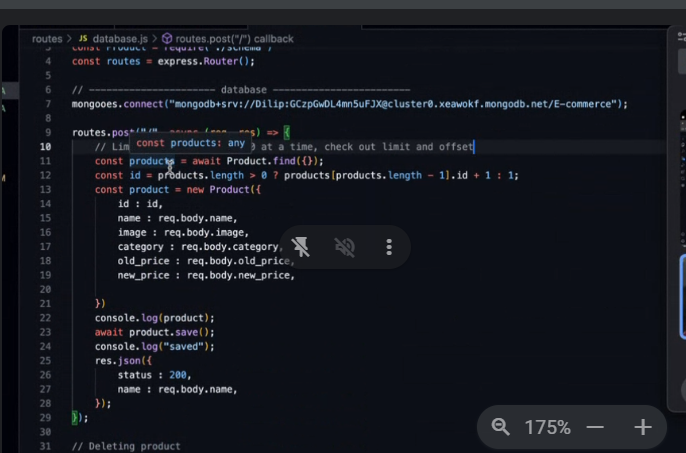 routes > JS database.js > routes.post("/") callback
3 const Product = require("./schema")
4 const routes = express.Router();
5
6 // ---------------------- database ------------------------
7 mongooes.connect("mongodb+srv://Dilip:GCzpGwDL4mn5uFJX@cluster0.xeawokf.mongodb.net/E-commerce");
8
9 routes.post("/", async (req, res) => {
const products: any
10 // at a time, check out limit and offset
11 const products = await Product.find({});
12 const id = products.length > 0 ? products[products.length - 1].id + 1 : 1;
13 const product = new Product({
14 id : id,
15 name : req.body.name,
16 image : req.body.image,
17 category : req.body.category,
18 old_price : req.body.old_price,
19 new_price : req.body.new_price,
20
21 })
22 console.log(product);
23 await product.save();
24 console.log("saved");
25 res.json({
26 status : 200,
27 name : req.body.name,
28 });
29 });
30
31 // Deleting product
175%